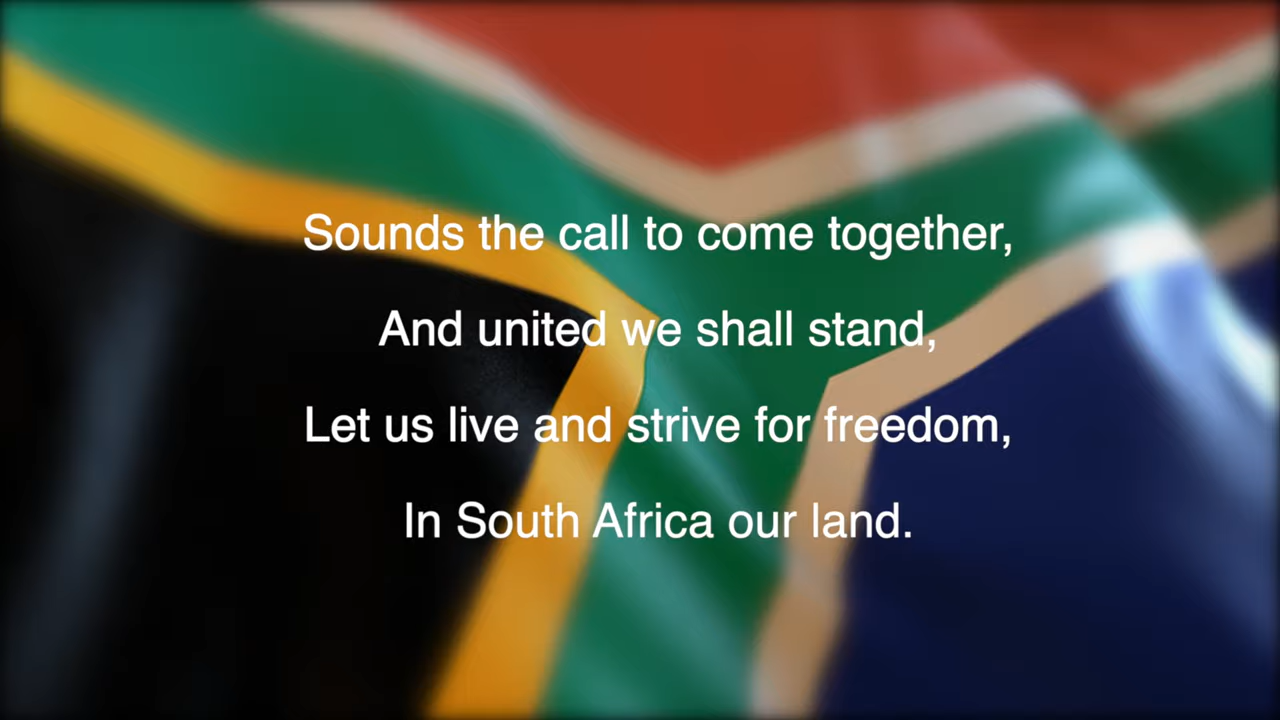 Sounds the call to come together,
And united we shall stand,
Let us live and strive for freedom,
In South Africa our land.